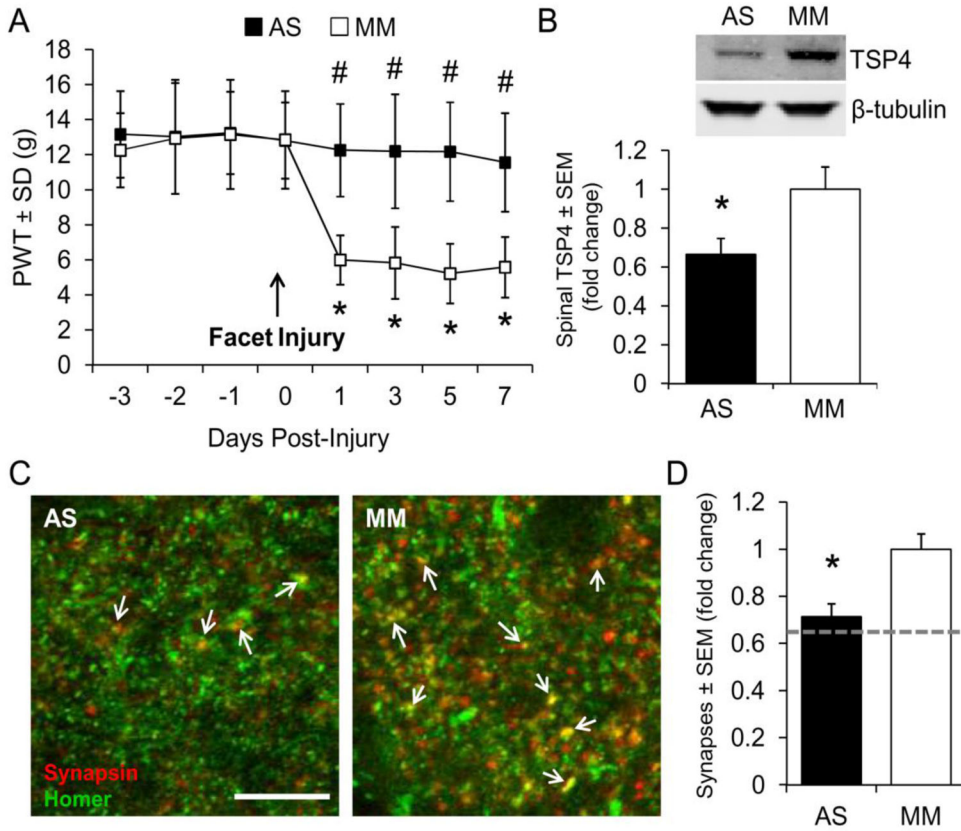 A
AS MM
18
16
14
12
10
8
6
4
2
0
PWT ± SD (g)
# # # #
* * * *
Facet Injury
-3 -2 -1 0 1 3 5 7
Days Post-Injury
B
AS MM
TSP4
β-tubulin
1.2
1
0.8
0.6
0.4
0.2
0
Spinal TSP4 ± SEM
(fold change)
*
AS MM
C
AS
MM
Synapsin
Homer
D
1.2
1
0.8
0.6
0.4
0.2
0
Synapses ± SEM (fold change)
*
AS MM